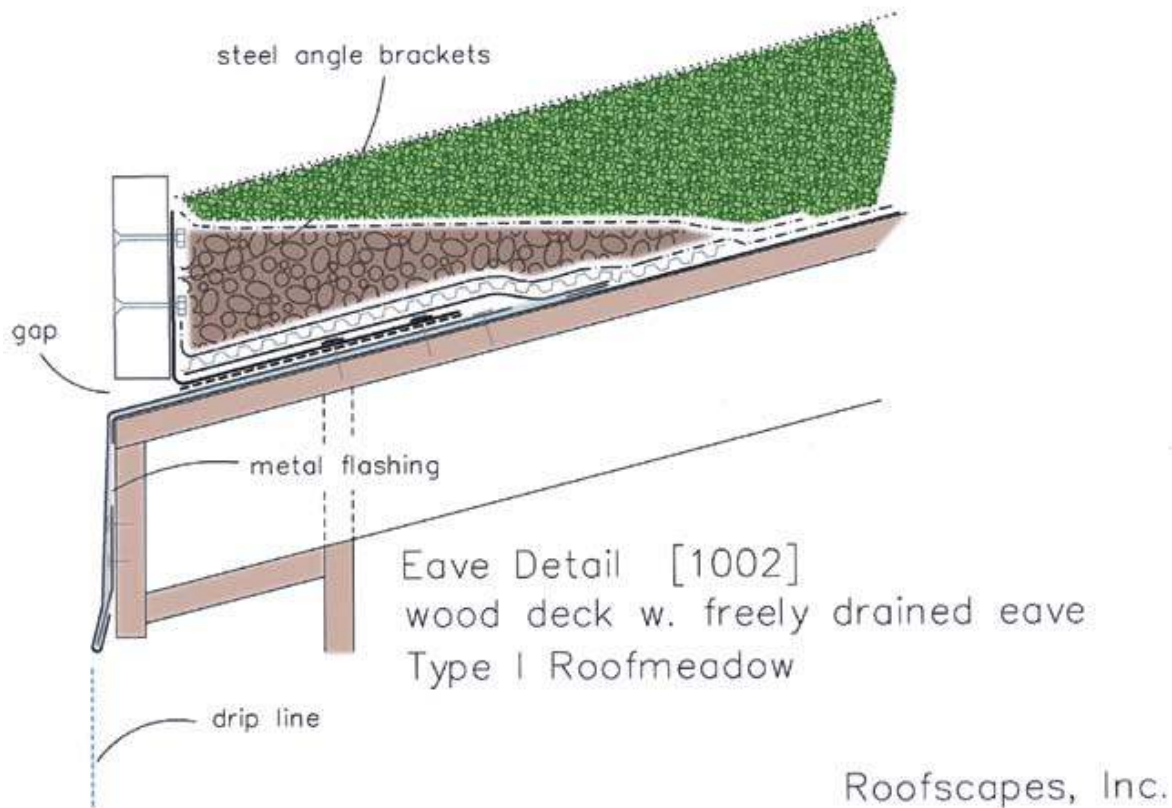 steel angle brackets
gap
metal flashing
Eave Detail [1002]
wood deck w. freely drained eave
Type I Roofmeadow
drip line
Roofscapes, Inc.